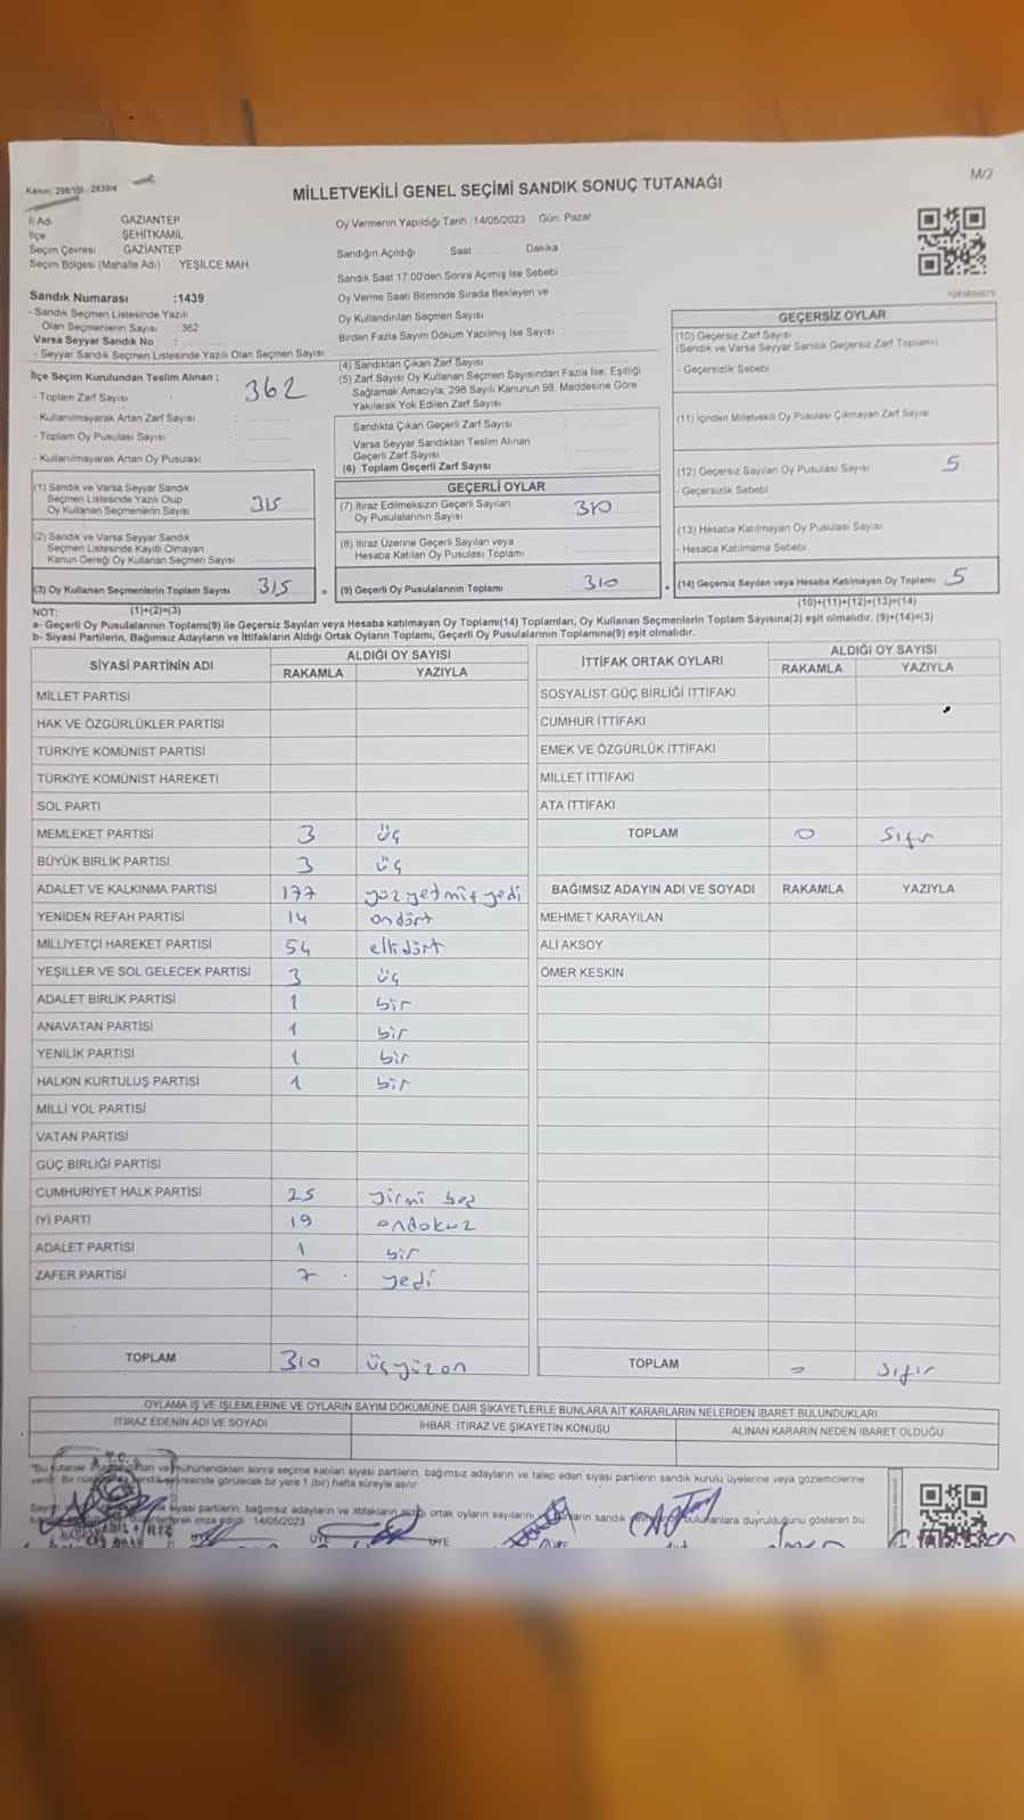 Kanun: 298/105, 2839/4
M/2
MİLLETVEKİLİ GENEL SEÇİMİ SANDIK SONUÇ TUTANAĞI
İl Adı GAZİANTEP
İlçe ŞEHİTKAMİL
Seçim Çevresi GAZİANTEP
Seçim Bölgesi (Mahalle Adı) YEŞİLCE MAH
Sandık Numarası :1439
- Sandık Seçmen Listesinde Yazılı
Olan Seçmenlerin Sayısı 362
Varsa Seyyar Sandık No :
- Seyyar Sandık Seçmen Listesinde Yazılı Olan Seçmen Sayısı
İlçe Seçim Kurulundan Teslim Alınan ;
- Toplam Zarf Sayısı : 362
- Kullanılmayarak Artan Zarf Sayısı
- Toplam Oy Pusulası Sayısı
- Kullanılmayarak Artan Oy Pusulası
(1) Sandık ve Varsa Seyyar Sandık
Seçmen Listesinde Yazılı Olup
Oy Kullanan Seçmenlerin Sayısı 315
(2) Sandık ve Varsa Seyyar Sandık
Seçmen Listesinde Kayıtlı Olmayan
Kanun Gereği Oy Kullanan Seçmen Sayısı
(3) Oy Kullanan Seçmenlerin Toplam Sayısı 315
(1)+(2)=(3)
Oy Vermenin Yapıldığı Tarih :14/05/2023 Gün: Pazar
Sandığın Açıldığı Saat Dakika
Sandık Saat 17:00'den Sonra Açılmış İse Sebebi :
Oy Verme Saati Bitiminde Sırada Bekleyen ve
Oy Kullandırılan Seçmen Sayısı :
Birden Fazla Sayım Döküm Yapılmış İse Sayısı :
(4) Sandıktan Çıkan Zarf Sayısı
(5) Zarf Sayısı Oy Kullanan Seçmen Sayısından Fazla İse, Eşitliği
Sağlamak Amacıyla, 298 Sayılı Kanunun 98. Maddesine Göre
Yakılarak Yok Edilen Zarf Sayısı
Sandıkta Çıkan Geçerli Zarf Sayısı
Varsa Seyyar Sandıktan Teslim Alınan
Geçerli Zarf Sayısı
(6) Toplam Geçerli Zarf Sayısı
GEÇERLİ OYLAR
(7) İtiraz Edilmeksizin Geçerli Sayılan
Oy Pusulalarının Sayısı 310
(8) İtiraz Üzerine Geçerli Sayılan veya
Hesaba Katılan Oy Pusulası Toplamı
(9) Geçerli Oy Pusulalarının Toplamı 310
GEÇERSİZ OYLAR
(10) Geçersiz Zarf Sayısı
(Sandık ve Varsa Seyyar Sandık Geçersiz Zarf Toplamı)
- Geçersizlik Sebebi
(11) İçinden Milletvekili Oy Pusulası Çıkmayan Zarf Sayısı
(12) Geçersiz Sayılan Oy Pusulası Sayısı 5
- Geçersizlik Sebebi
(13) Hesaba Katılmayan Oy Pusulası Sayısı
- Hesaba Katılmama Sebebi
(14) Geçersiz Sayılan veya Hesaba Katılmayan Oy Toplamı 5
(10)+(11)+(12)+(13)=(14)
NOT:
a- Geçerli Oy Pusulalarının Toplamı(9) ile Geçersiz Sayılan veya Hesaba katılmayan Oy Toplamı(14) Toplamları, Oy Kullanan Seçmenlerin Toplam Sayısına(3) eşit olmalıdır. (9)+(14)=(3)
b- Siyasi Partilerin, Bağımsız Adayların ve İttifakların Aldığı Ortak Oyların Toplamı, Geçerli Oy Pusulalarının Toplamına(9) eşit olmalıdır.
SİYASİ PARTİNİN ADI ALDIĞI OY SAYISI
RAKAMLA YAZIYLA
MİLLET PARTİSİ
HAK VE ÖZGÜRLÜKLER PARTİSİ
TÜRKİYE KOMÜNİST PARTİSİ
TÜRKİYE KOMÜNİST HAREKETİ
SOL PARTİ
MEMLEKET PARTİSİ 3 üç
BÜYÜK BİRLİK PARTİSİ 3 üç
ADALET VE KALKINMA PARTİSİ 177 yüz yetmiş yedi
YENİDEN REFAH PARTİSİ 14 ondört
MİLLİYETÇİ HAREKET PARTİSİ 54 ellidört
YEŞİLLER VE SOL GELECEK PARTİSİ 3 üç
ADALET BİRLİK PARTİSİ 1 bir
ANAVATAN PARTİSİ 1 bir
YENİLİK PARTİSİ 1 bir
HALKIN KURTULUŞ PARTİSİ 1 bir
MİLLİ YOL PARTİSİ
VATAN PARTİSİ
GÜÇ BİRLİĞİ PARTİSİ
CUMHURİYET HALK PARTİSİ 25 yirmi beş
İYİ PARTİ 19 ondokuz
ADALET PARTİSİ 1 bir
ZAFER PARTİSİ 7 yedi
TOPLAM 310 üçyüzon
İTTİFAK ORTAK OYLARI ALDIĞI OY SAYISI
RAKAMLA YAZIYLA
SOSYALİST GÜÇ BİRLİĞİ İTTİFAKI
CUMHUR İTTİFAKI
EMEK VE ÖZGÜRLÜK İTTİFAKI
MİLLET İTTİFAKI
ATA İTTİFAKI
TOPLAM 0 sıfır
BAĞIMSIZ ADAYIN ADI VE SOYADI RAKAMLA YAZIYLA
MEHMET KARAYILAN
ALİ AKSOY
ÖMER KESKİN
TOPLAM 0 sıfır
OYLAMA İŞ VE İŞLEMLERİNE VE OYLARIN SAYIM DÖKÜMÜNE DAİR ŞİKAYETLERLE BUNLARA AİT KARARLARIN NELERDEN İBARET BULUNDUKLARI
İTİRAZ EDENİN ADI VE SOYADI İHBAR, İTİRAZ VE ŞİKAYETİN KONUSU ALINAN KARARIN NEDEN İBARET OLDUĞU
sonra seçime katılan siyasi partilerin, bağımsız adayların ve talep eden siyasi partilerin sandık kurulu üyelerine veya gözlemcilerine
görülecek bir yere 1 (bir) hafta süreyle asılır
siyasi partilerin, bağımsız adayların ve ittifakların aldığı ortak oyların sayılarını sandık bulunanlara duyrulduğunu gösteren bu
imza edildi. 14/05/2023
ÜYE ÜYE ÜYE